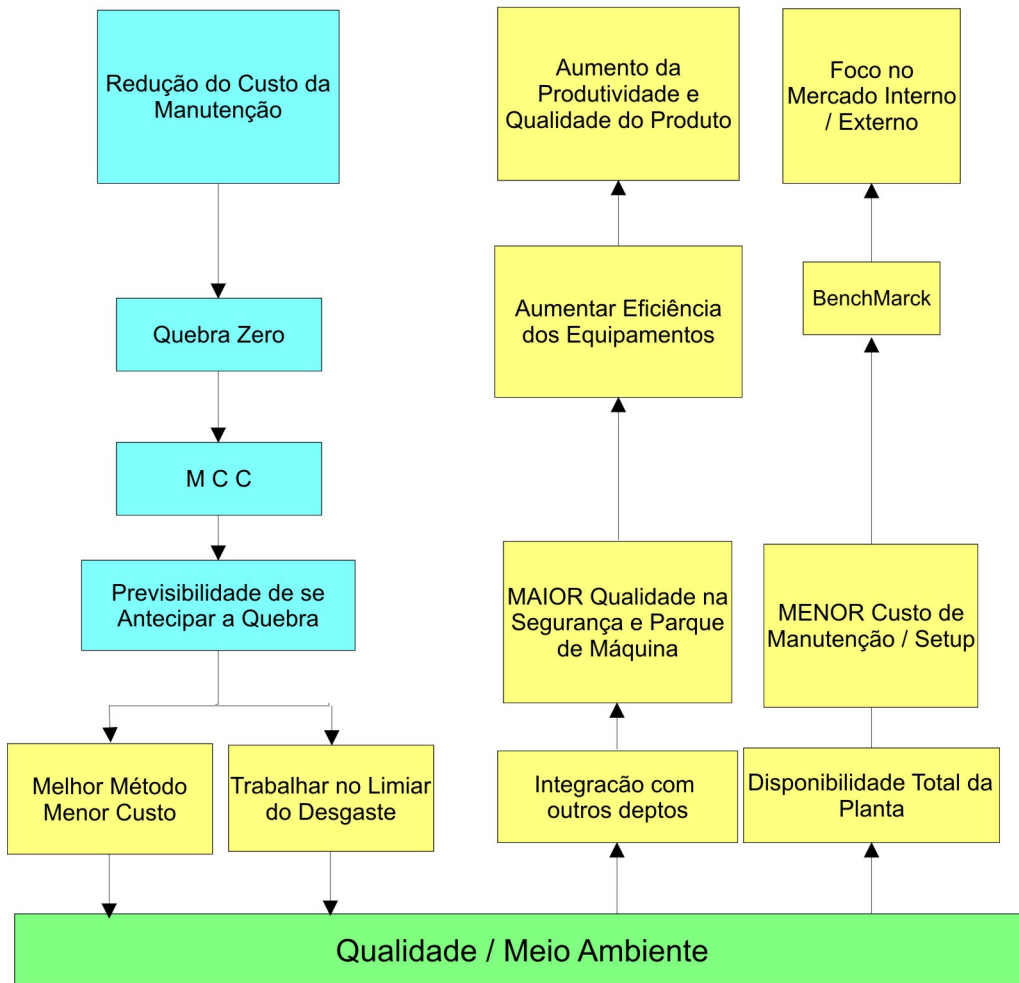 Redução do Custo da
Manutenção
Quebra Zero
M C C
Previsibilidade de se
Antecipar a Quebra
Melhor Método
Menor Custo
Trabalhar no Limiar
do Desgaste
Aumento da
Produtividade e
Qualidade do Produto
Aumentar Eficiência
dos Equipamentos
MAIOR Qualidade na
Segurança e Parque
de Máquina
Integracão com
outros deptos
Foco no
Mercado Interno
/ Externo
BenchMarck
MENOR Custo de
Manutenção / Setup
Disponibilidade Total da
Planta
Qualidade / Meio Ambiente